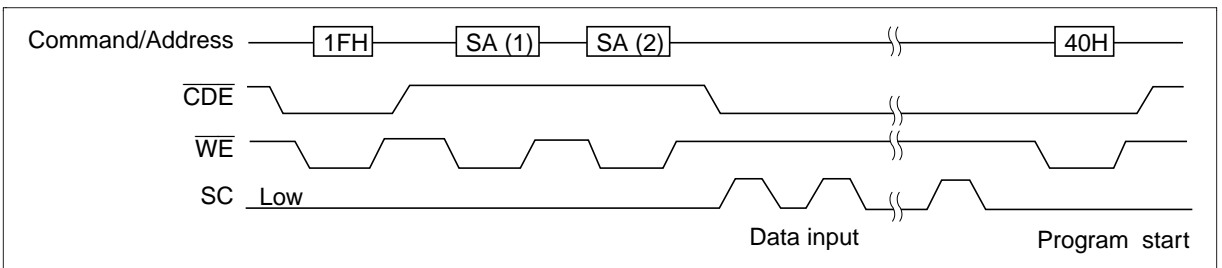 Command/Address 1FH SA (1) SA (2) 40H
CDE
WE
SC Low
Data input Program start